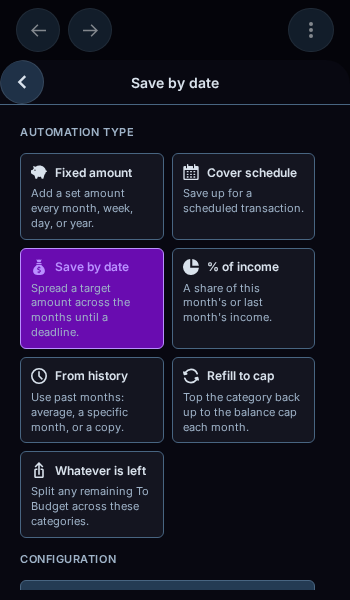 Save by date
AUTOMATION TYPE
Fixed amount
Add a set amount
every month, week,
day, or year.
Cover schedule
Save up for a
scheduled transaction.
Save by date
Spread a target
amount across the
months until a
deadline.
% of income
A share of this
month's or last
month's income.
From history
Use past months:
average, a specific
month, or a copy.
Refill to cap
Top the category back
up to the balance cap
each month.
Whatever is left
Split any remaining To
Budget across these
categories.
CONFIGURATION